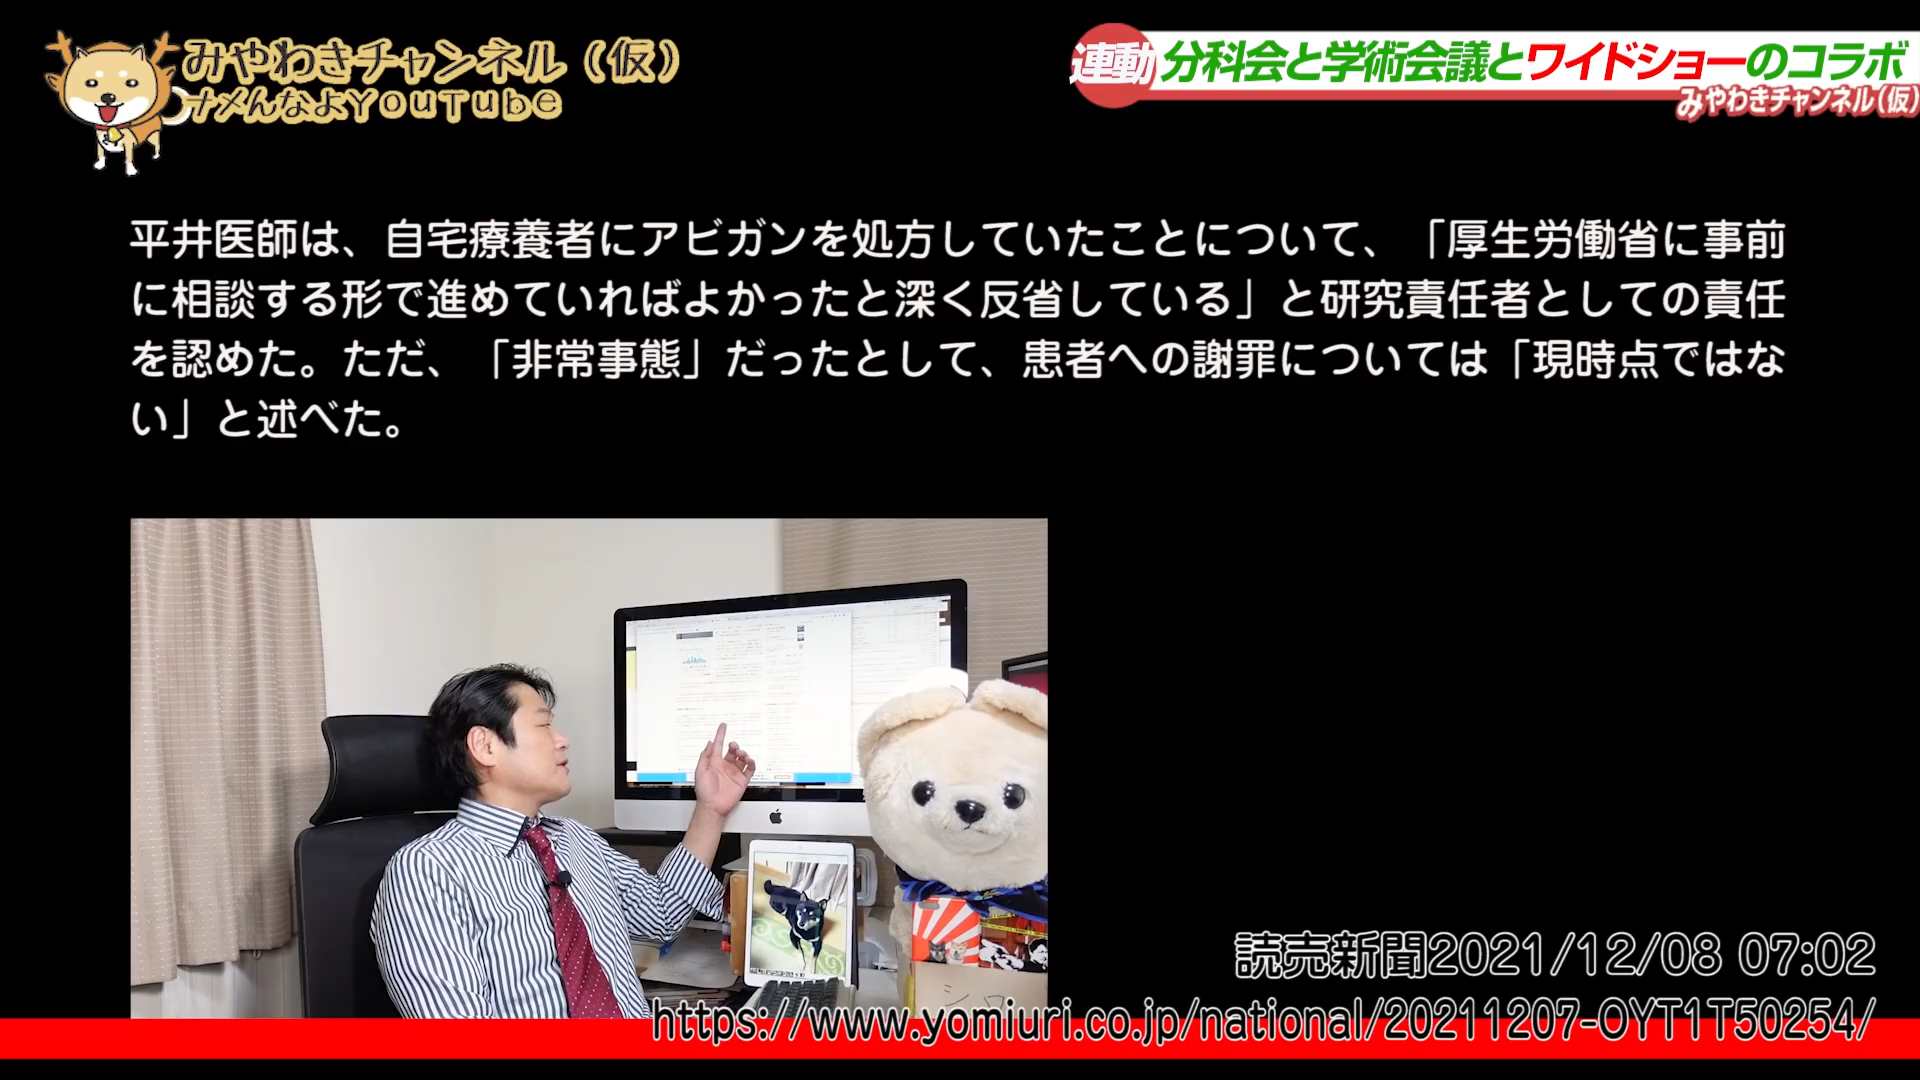 みやわきチャンネル（仮）
ナメんなよYouTube
連動 分科会と学術会議とワイドショーのコラボ
みやわきチャンネル(仮)
平井医師は、自宅療養者にアビガンを処方していたことについて、「厚生労働省に事前
に相談する形で進めていればよかったと深く反省している」と研究責任者としての責任
を認めた。ただ、「非常事態」だったとして、患者への謝罪については「現時点ではな
い」と述べた。
読売新聞2021/12/08 07:02
https://www.yomiuri.co.jp/national/20211207-OYT1T50254/